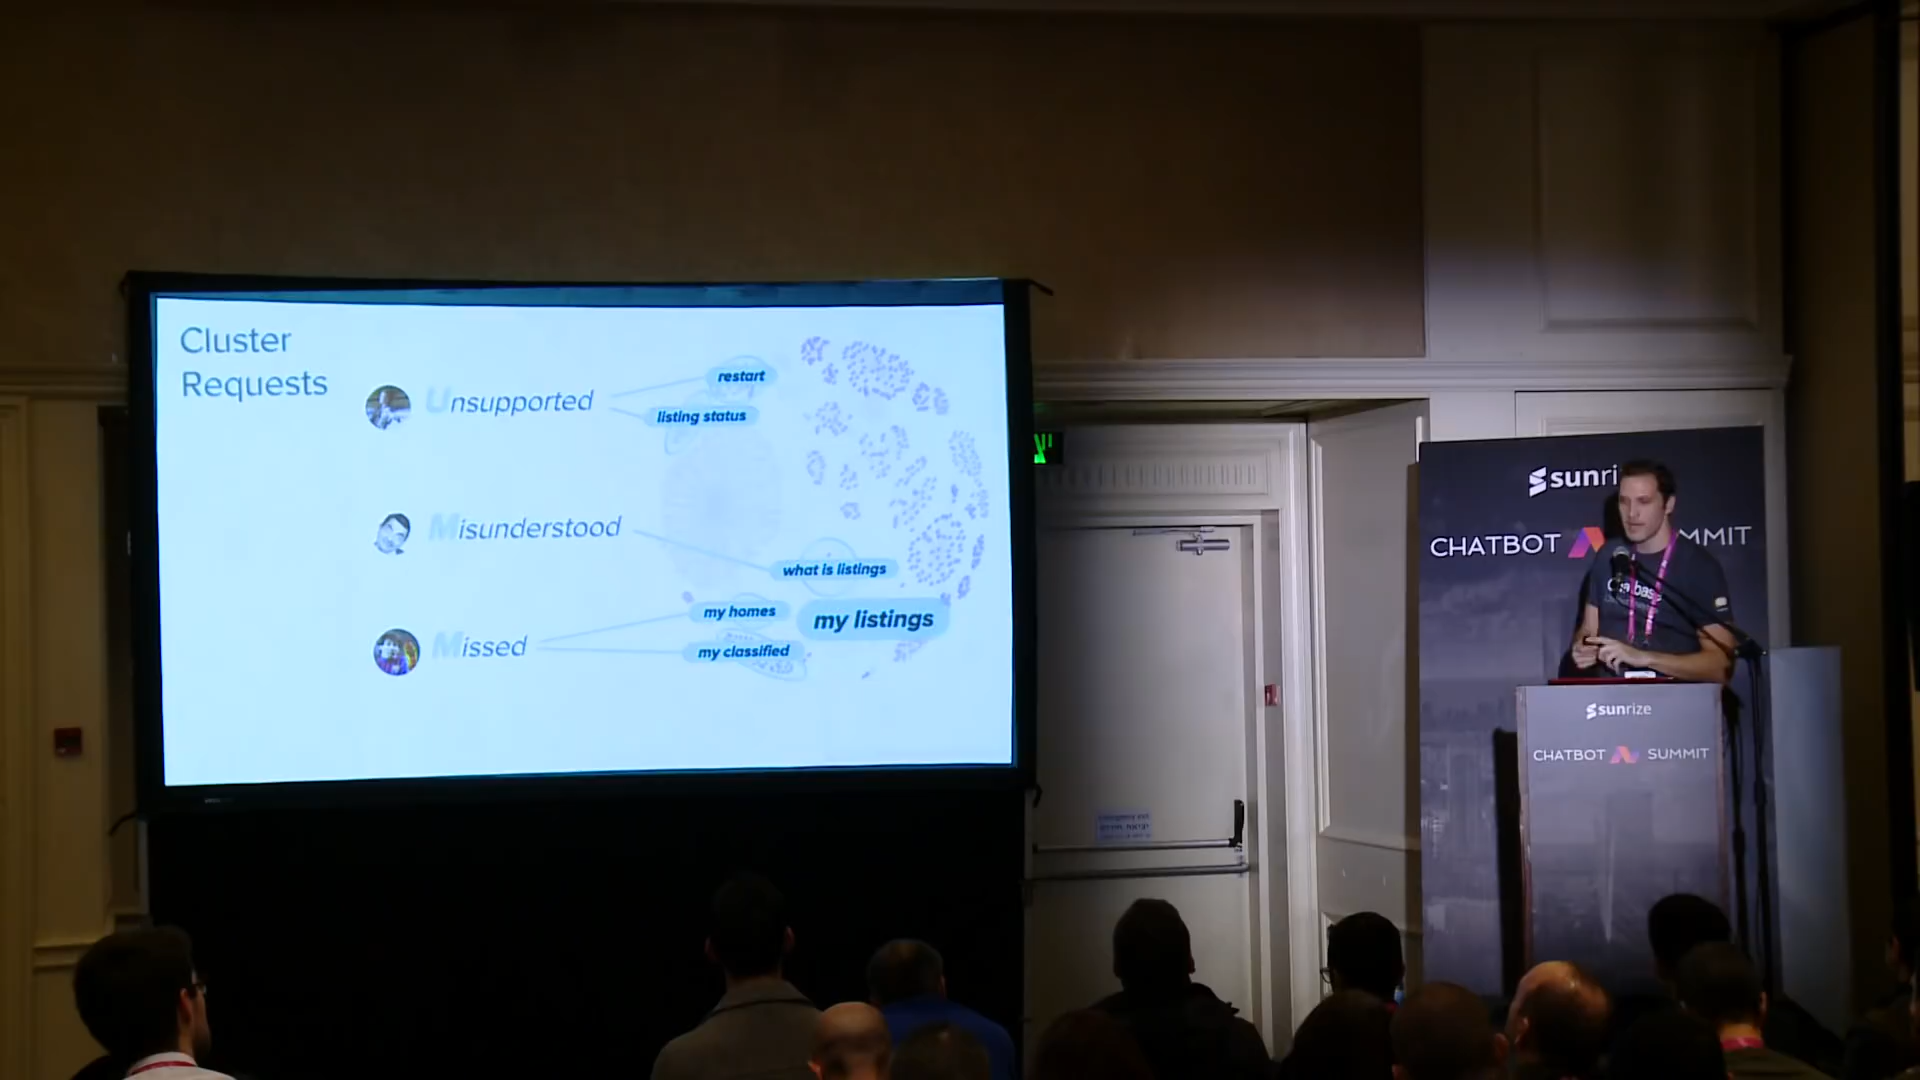 Cluster
Requests
Unsupported
restart
listing status
Misunderstood
what is listings
my homes
my listings
Missed
my classified
sunri
CHATBOT
MMIT
sunrize
CHATBOT SUMMIT